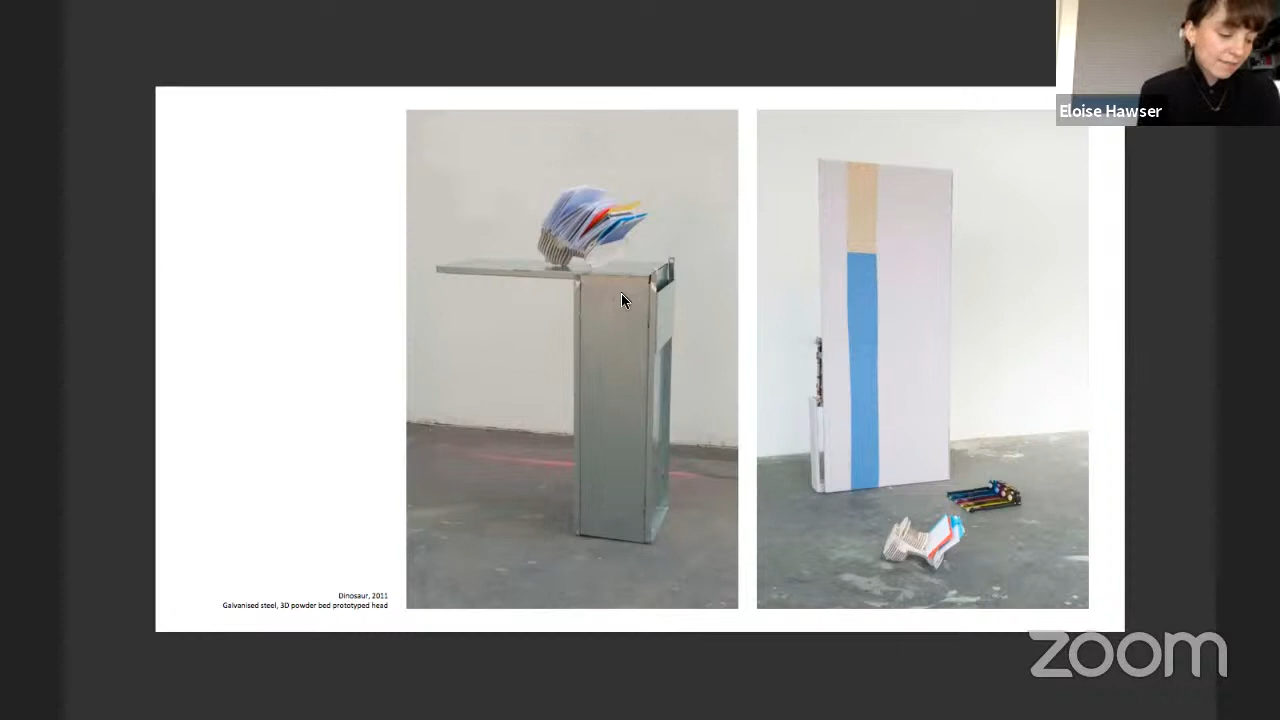 Eloise Hawser
Dinosaur, 2011
Galvanised steel, 3D powder bed prototyped head
zoom